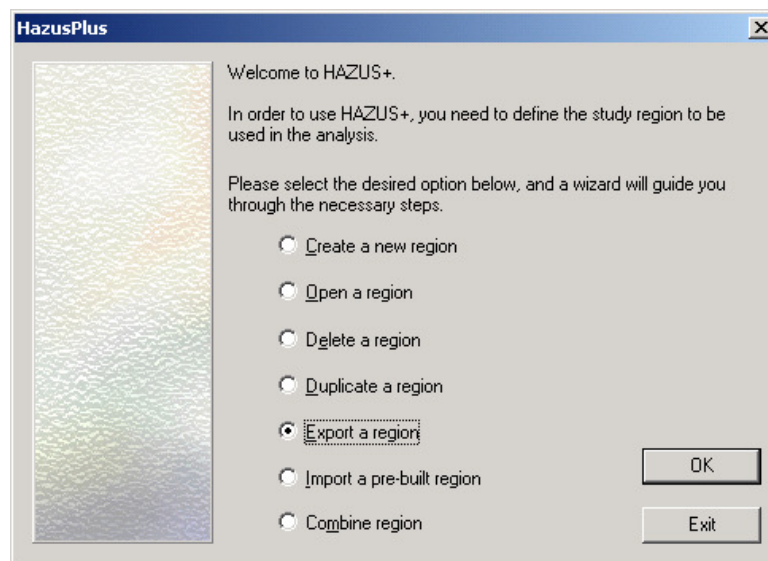 HazusPlus
Welcome to HAZUS+.
In order to use HAZUS+, you need to define the study region to be
used in the analysis.
Please select the desired option below, and a wizard will guide you
through the necessary steps.
Create a new region
Open a region
Delete a region
Duplicate a region
Export a region
Import a pre-built region
Combine region
OK
Exit